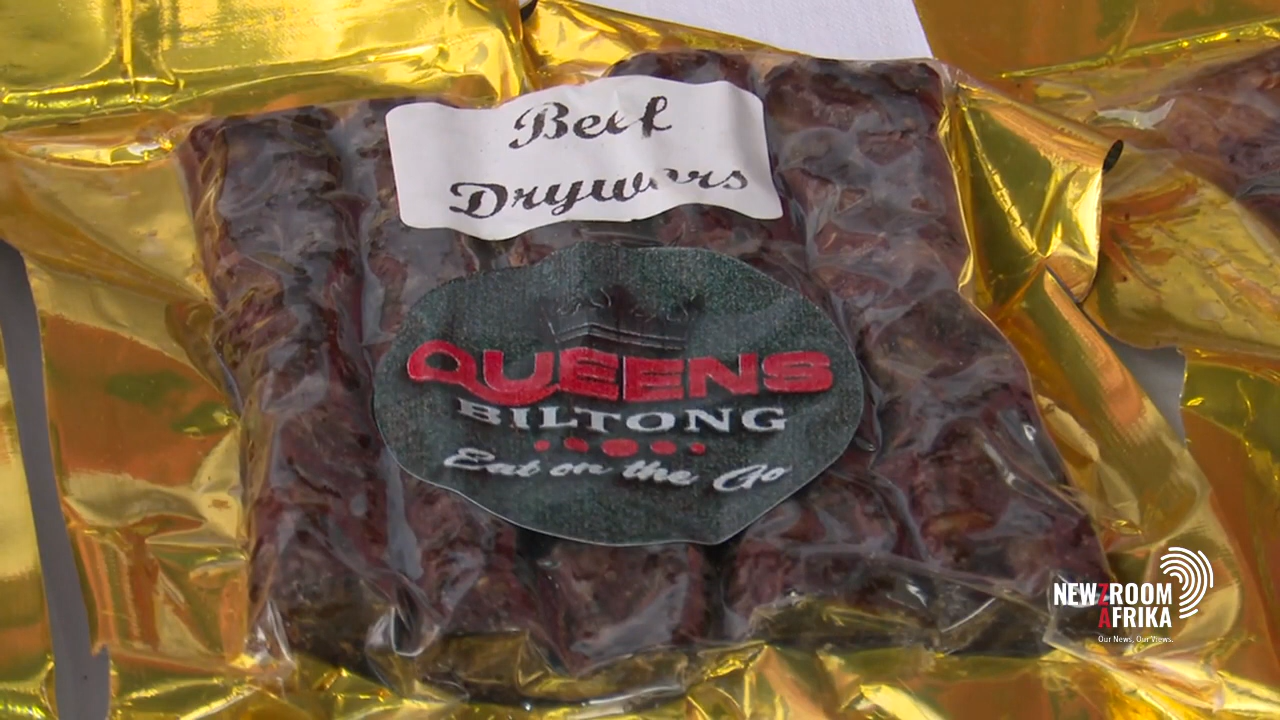 Beef
Drywors
QUEENS
BILTONG
Eat on the Go
NEWZROOM
AFRIKA
Our News. Our Views.